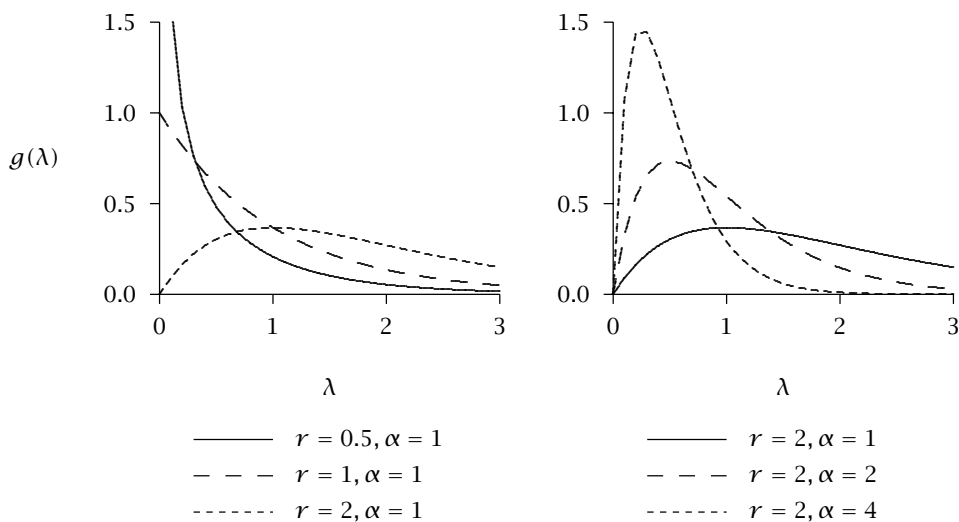 1.5
1.0
0.5
0.0
g(λ)
0 1 2 3
λ
r = 0.5, α = 1
r = 1, α = 1
r = 2, α = 1
1.5
1.0
0.5
0.0
0 1 2 3
λ
r = 2, α = 1
r = 2, α = 2
r = 2, α = 4